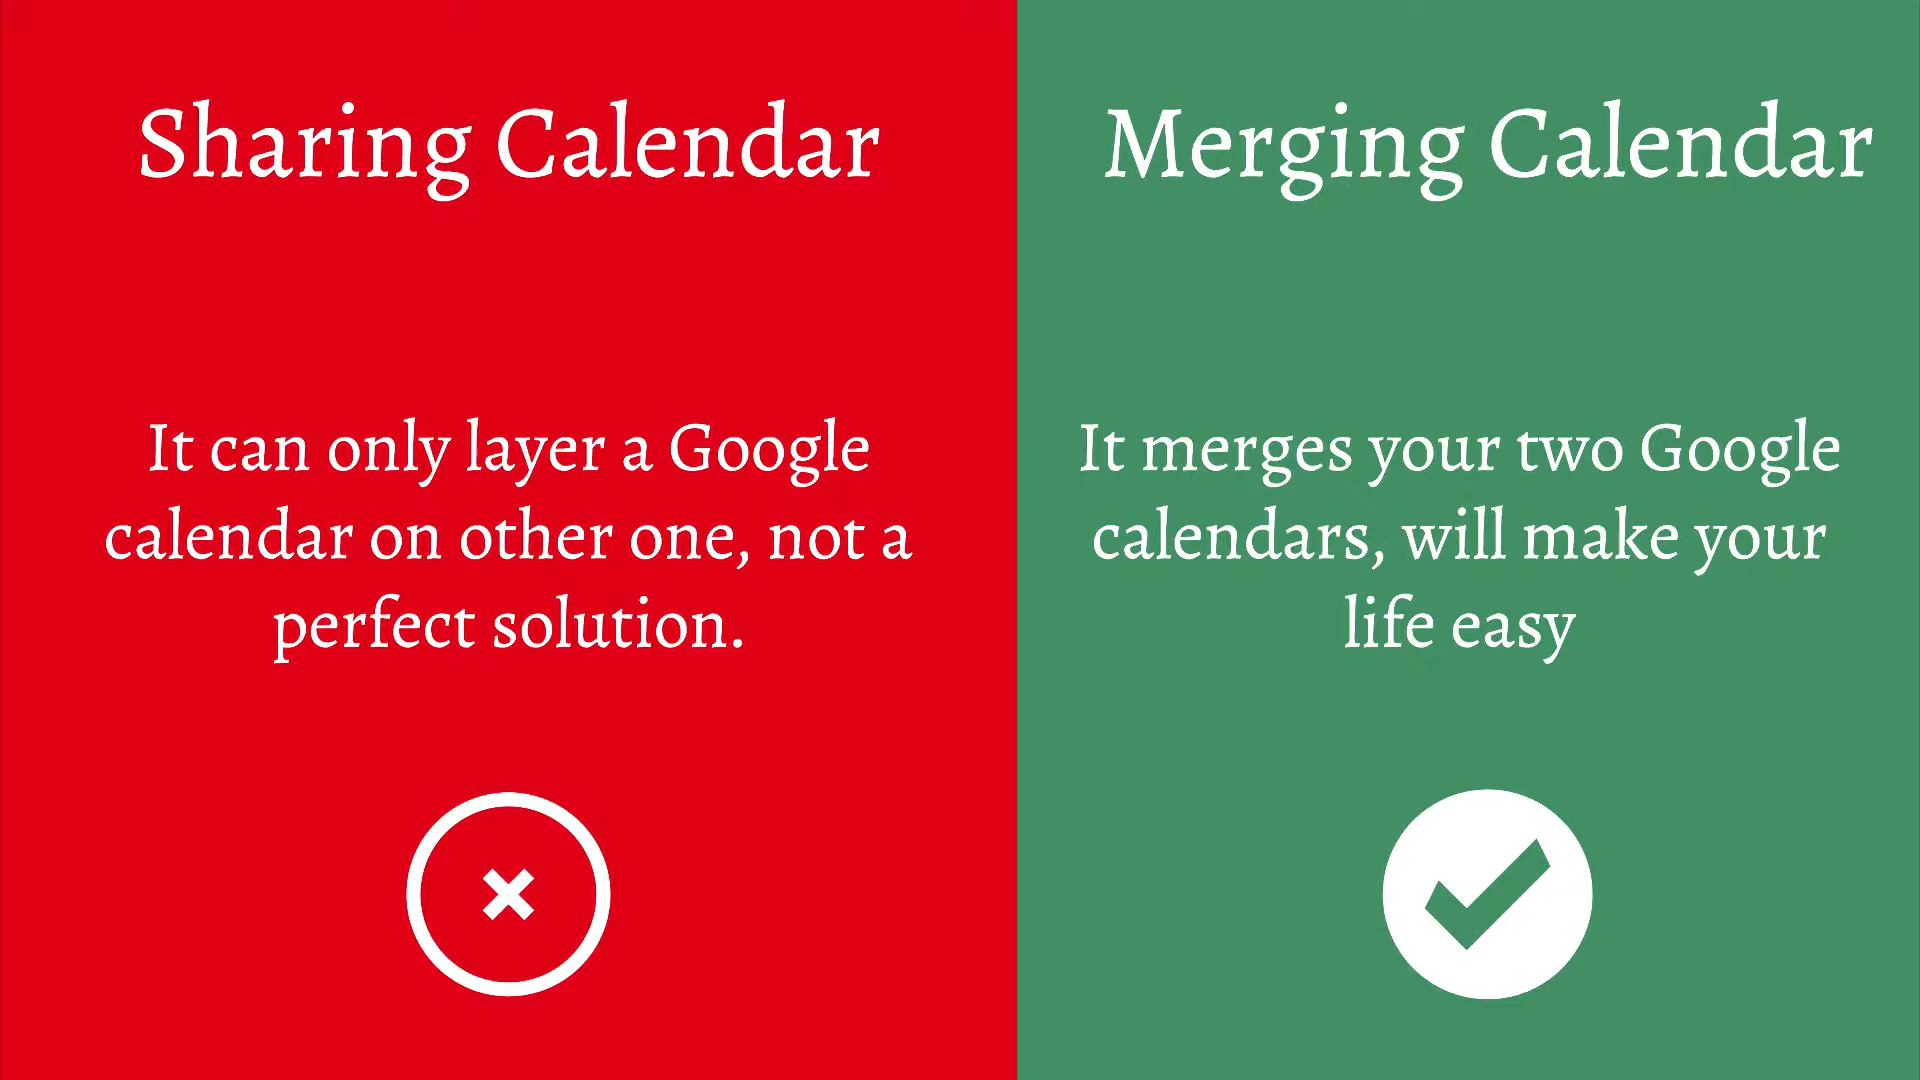 Sharing Calendar
It can only layer a Google
calendar on other one, not a
perfect solution.
Merging Calendar
It merges your two Google
calendars, will make your
life easy